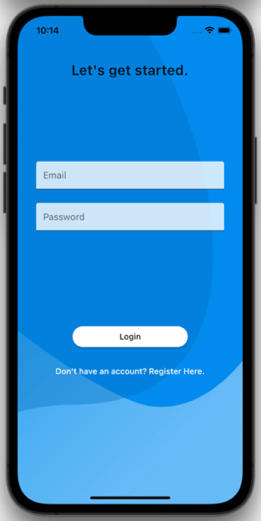 10:14
Let's get started.
Email
Password
Login
Don't have an account? Register Here.